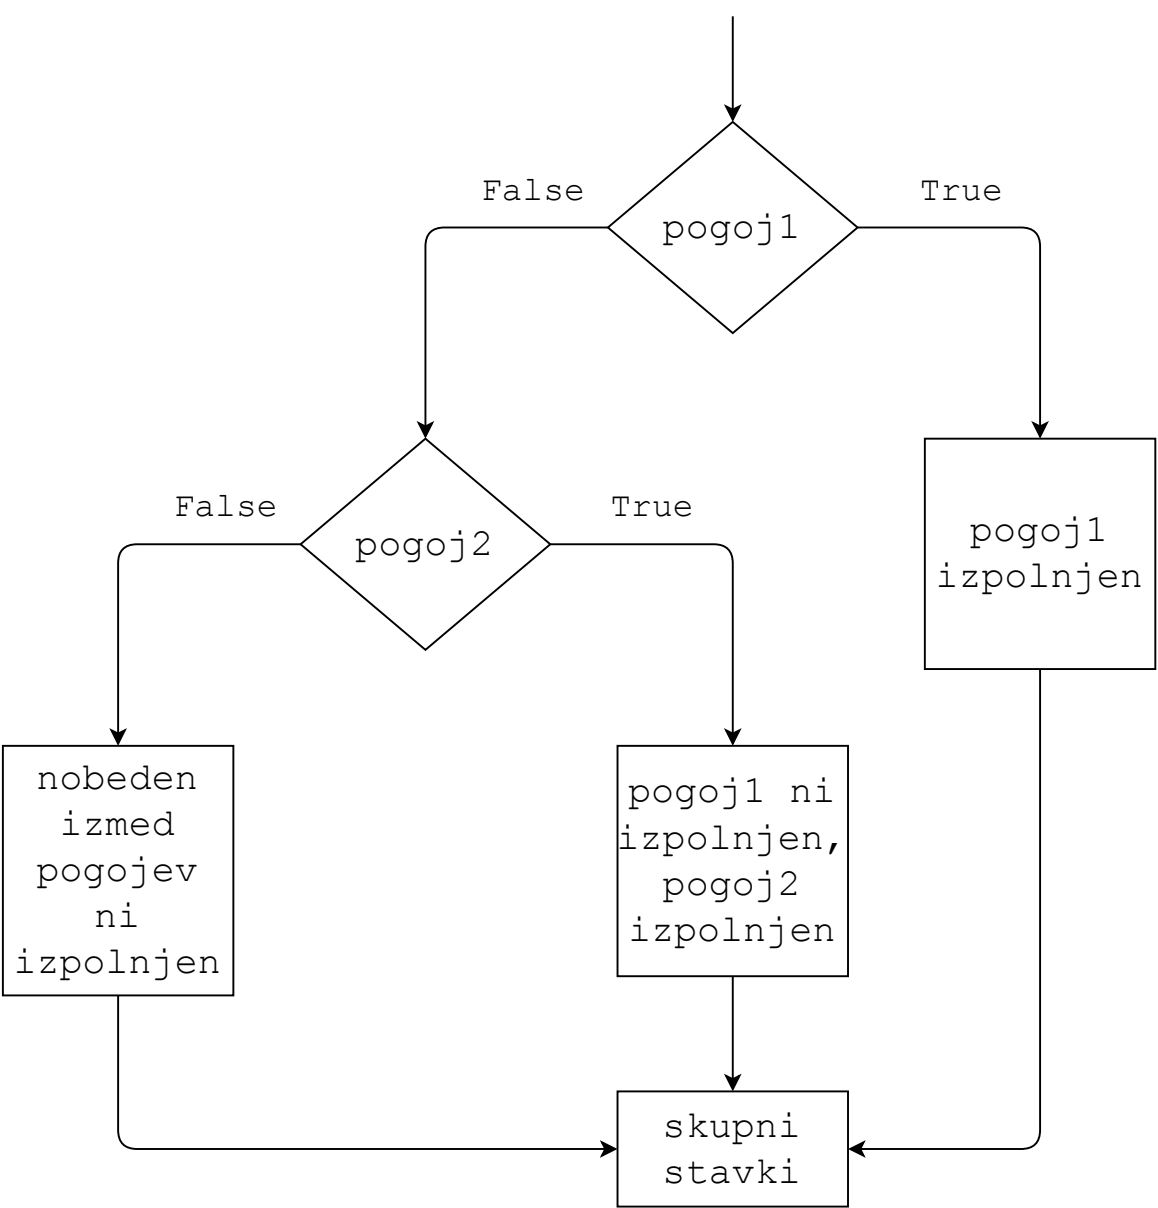 False
True
pogoj1
False
True
pogoj2
pogoj1
izpolnjen
nobeden
izmed
pogojev
ni
izpolnjen
pogoj1 ni
izpolnjen,
pogoj2
izpolnjen
skupni
stavki